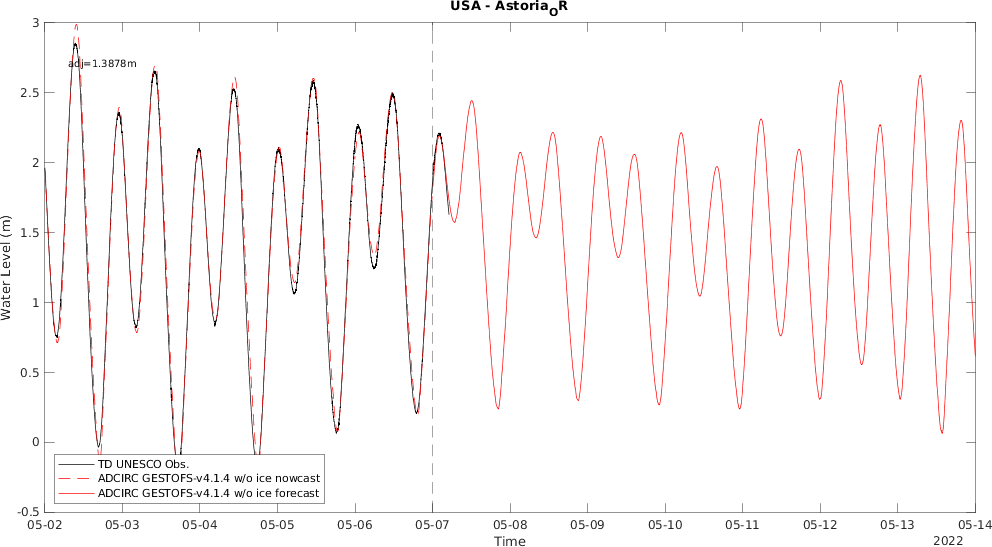 USA - Astoria_OR
3
adj=1.3878m
2.5
2
1.5
1
0.5
0
-0.5
Water Level (m)
TD UNESCO Obs.
ADCIRC GESTOFS-v4.1.4 w/o ice nowcast
ADCIRC GESTOFS-v4.1.4 w/o ice forecast
05-02 05-03 05-04 05-05 05-06 05-07 05-08 05-09 05-10 05-11 05-12 05-13 05-14
Time
2022